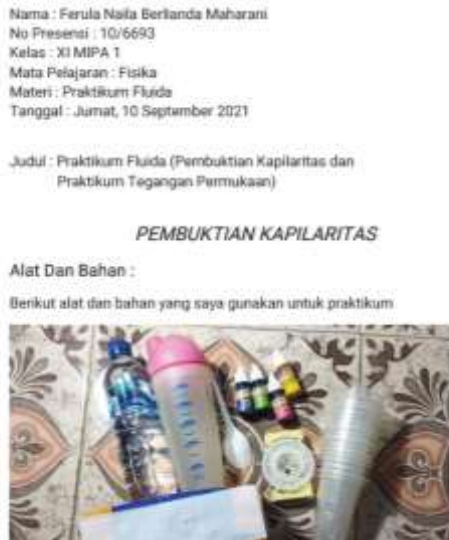 Nama : Ferula Naila Berlianda Maharani
No Presensi : 10/6693
Kelas : XI MIPA 1
Mata Pelajaran : Fisika
Materi : Praktikum Fluida
Tanggal : Jumat, 10 September 2021
Judul : Praktikum Fluida (Pembuktian Kapilaritas dan
Praktikum Tegangan Permukaan)
PEMBUKTIAN KAPILARITAS
Alat Dan Bahan :
Berikut alat dan bahan yang saya gunakan untuk praktikum